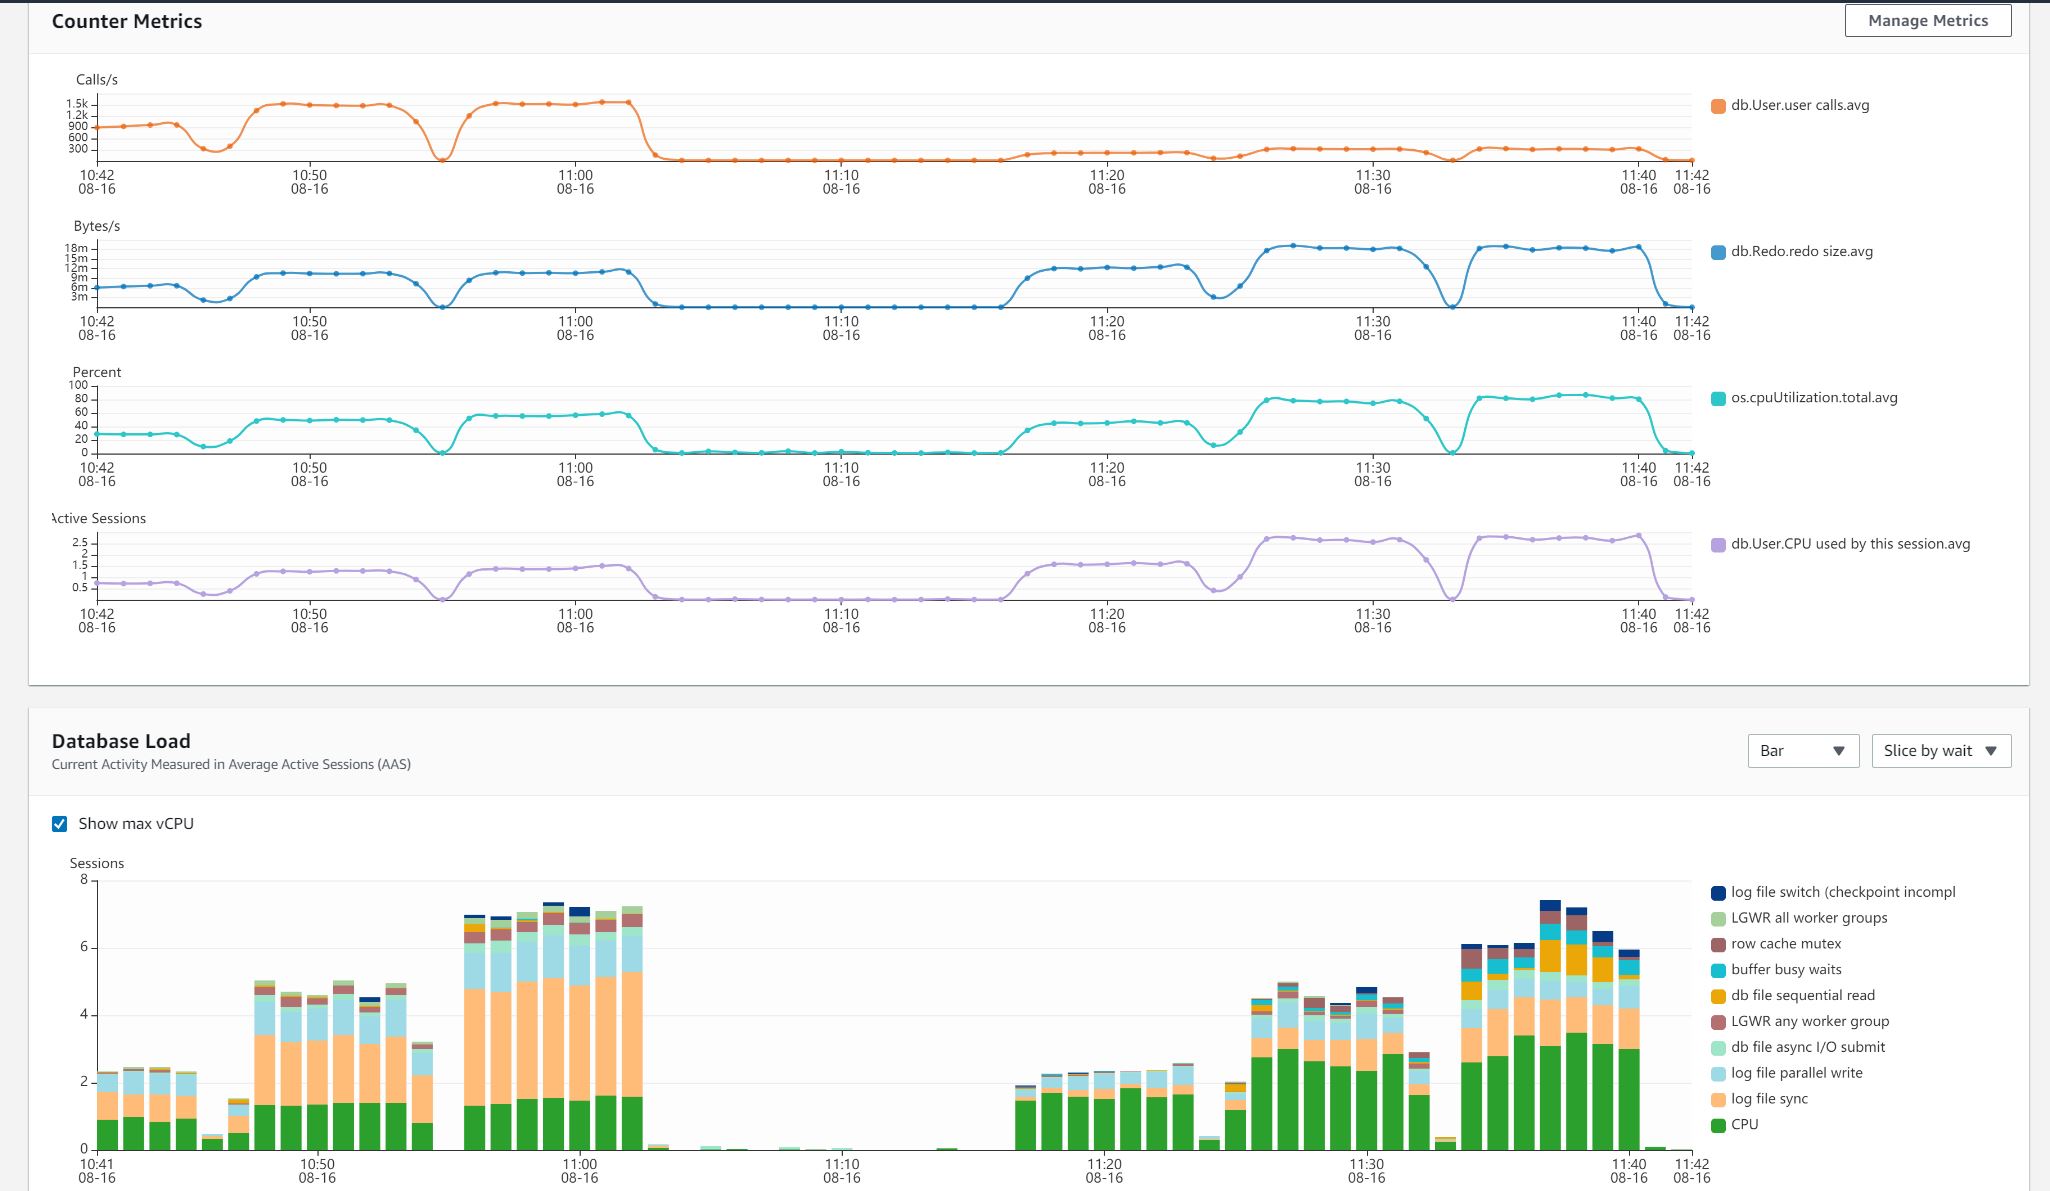 Counter Metrics
Manage Metrics
Calls/s
1.5k
1.2k
900
600
300
10:42 10:50 11:00 11:10 11:20 11:30 11:40 11:42
08-16 08-16 08-16 08-16 08-16 08-16 08-16 08-16
db.User.user calls.avg
Bytes/s
18m
15m
12m
9m
6m
3m
10:42 10:50 11:00 11:10 11:20 11:30 11:40 11:42
08-16 08-16 08-16 08-16 08-16 08-16 08-16 08-16
db.Redo.redo size.avg
Percent
100
80
60
40
20
0
10:42 10:50 11:00 11:10 11:20 11:30 11:40 11:42
08-16 08-16 08-16 08-16 08-16 08-16 08-16 08-16
os.cpuUtilization.total.avg
Active Sessions
2.5
2
1.5
1
0.5
10:42 10:50 11:00 11:10 11:20 11:30 11:40 11:42
08-16 08-16 08-16 08-16 08-16 08-16 08-16 08-16
db.User.CPU used by this session.avg
Database Load
Current Activity Measured in Average Active Sessions (AAS)
Bar
Slice by wait
Show max vCPU
Sessions
8
6
4
2
0
10:41 10:50 11:00 11:10 11:20 11:30 11:40 11:42
08-16 08-16 08-16 08-16 08-16 08-16 08-16 08-16
log file switch (checkpoint incompl
LGWR all worker groups
row cache mutex
buffer busy waits
db file sequential read
LGWR any worker group
db file async I/O submit
log file parallel write
log file sync
CPU